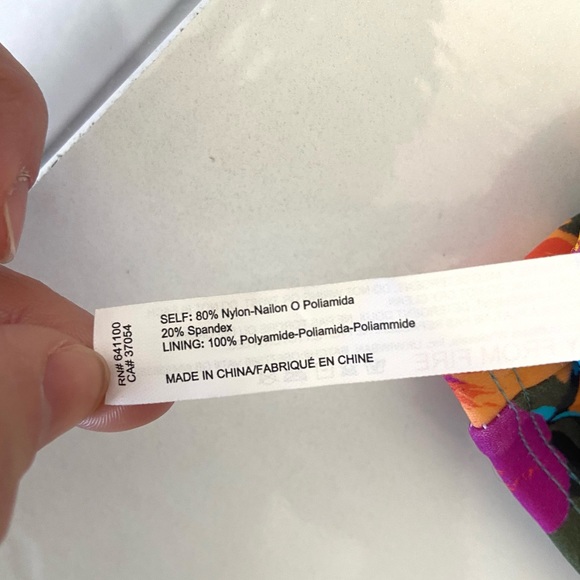 RN# 641100
CA# 37054
SELF: 80% Nylon-Nailon O Poliamida
20% Spandex
LINING: 100% Polyamide-Poliamida-Poliammide
MADE IN CHINA/FABRIQUÉ EN CHINE